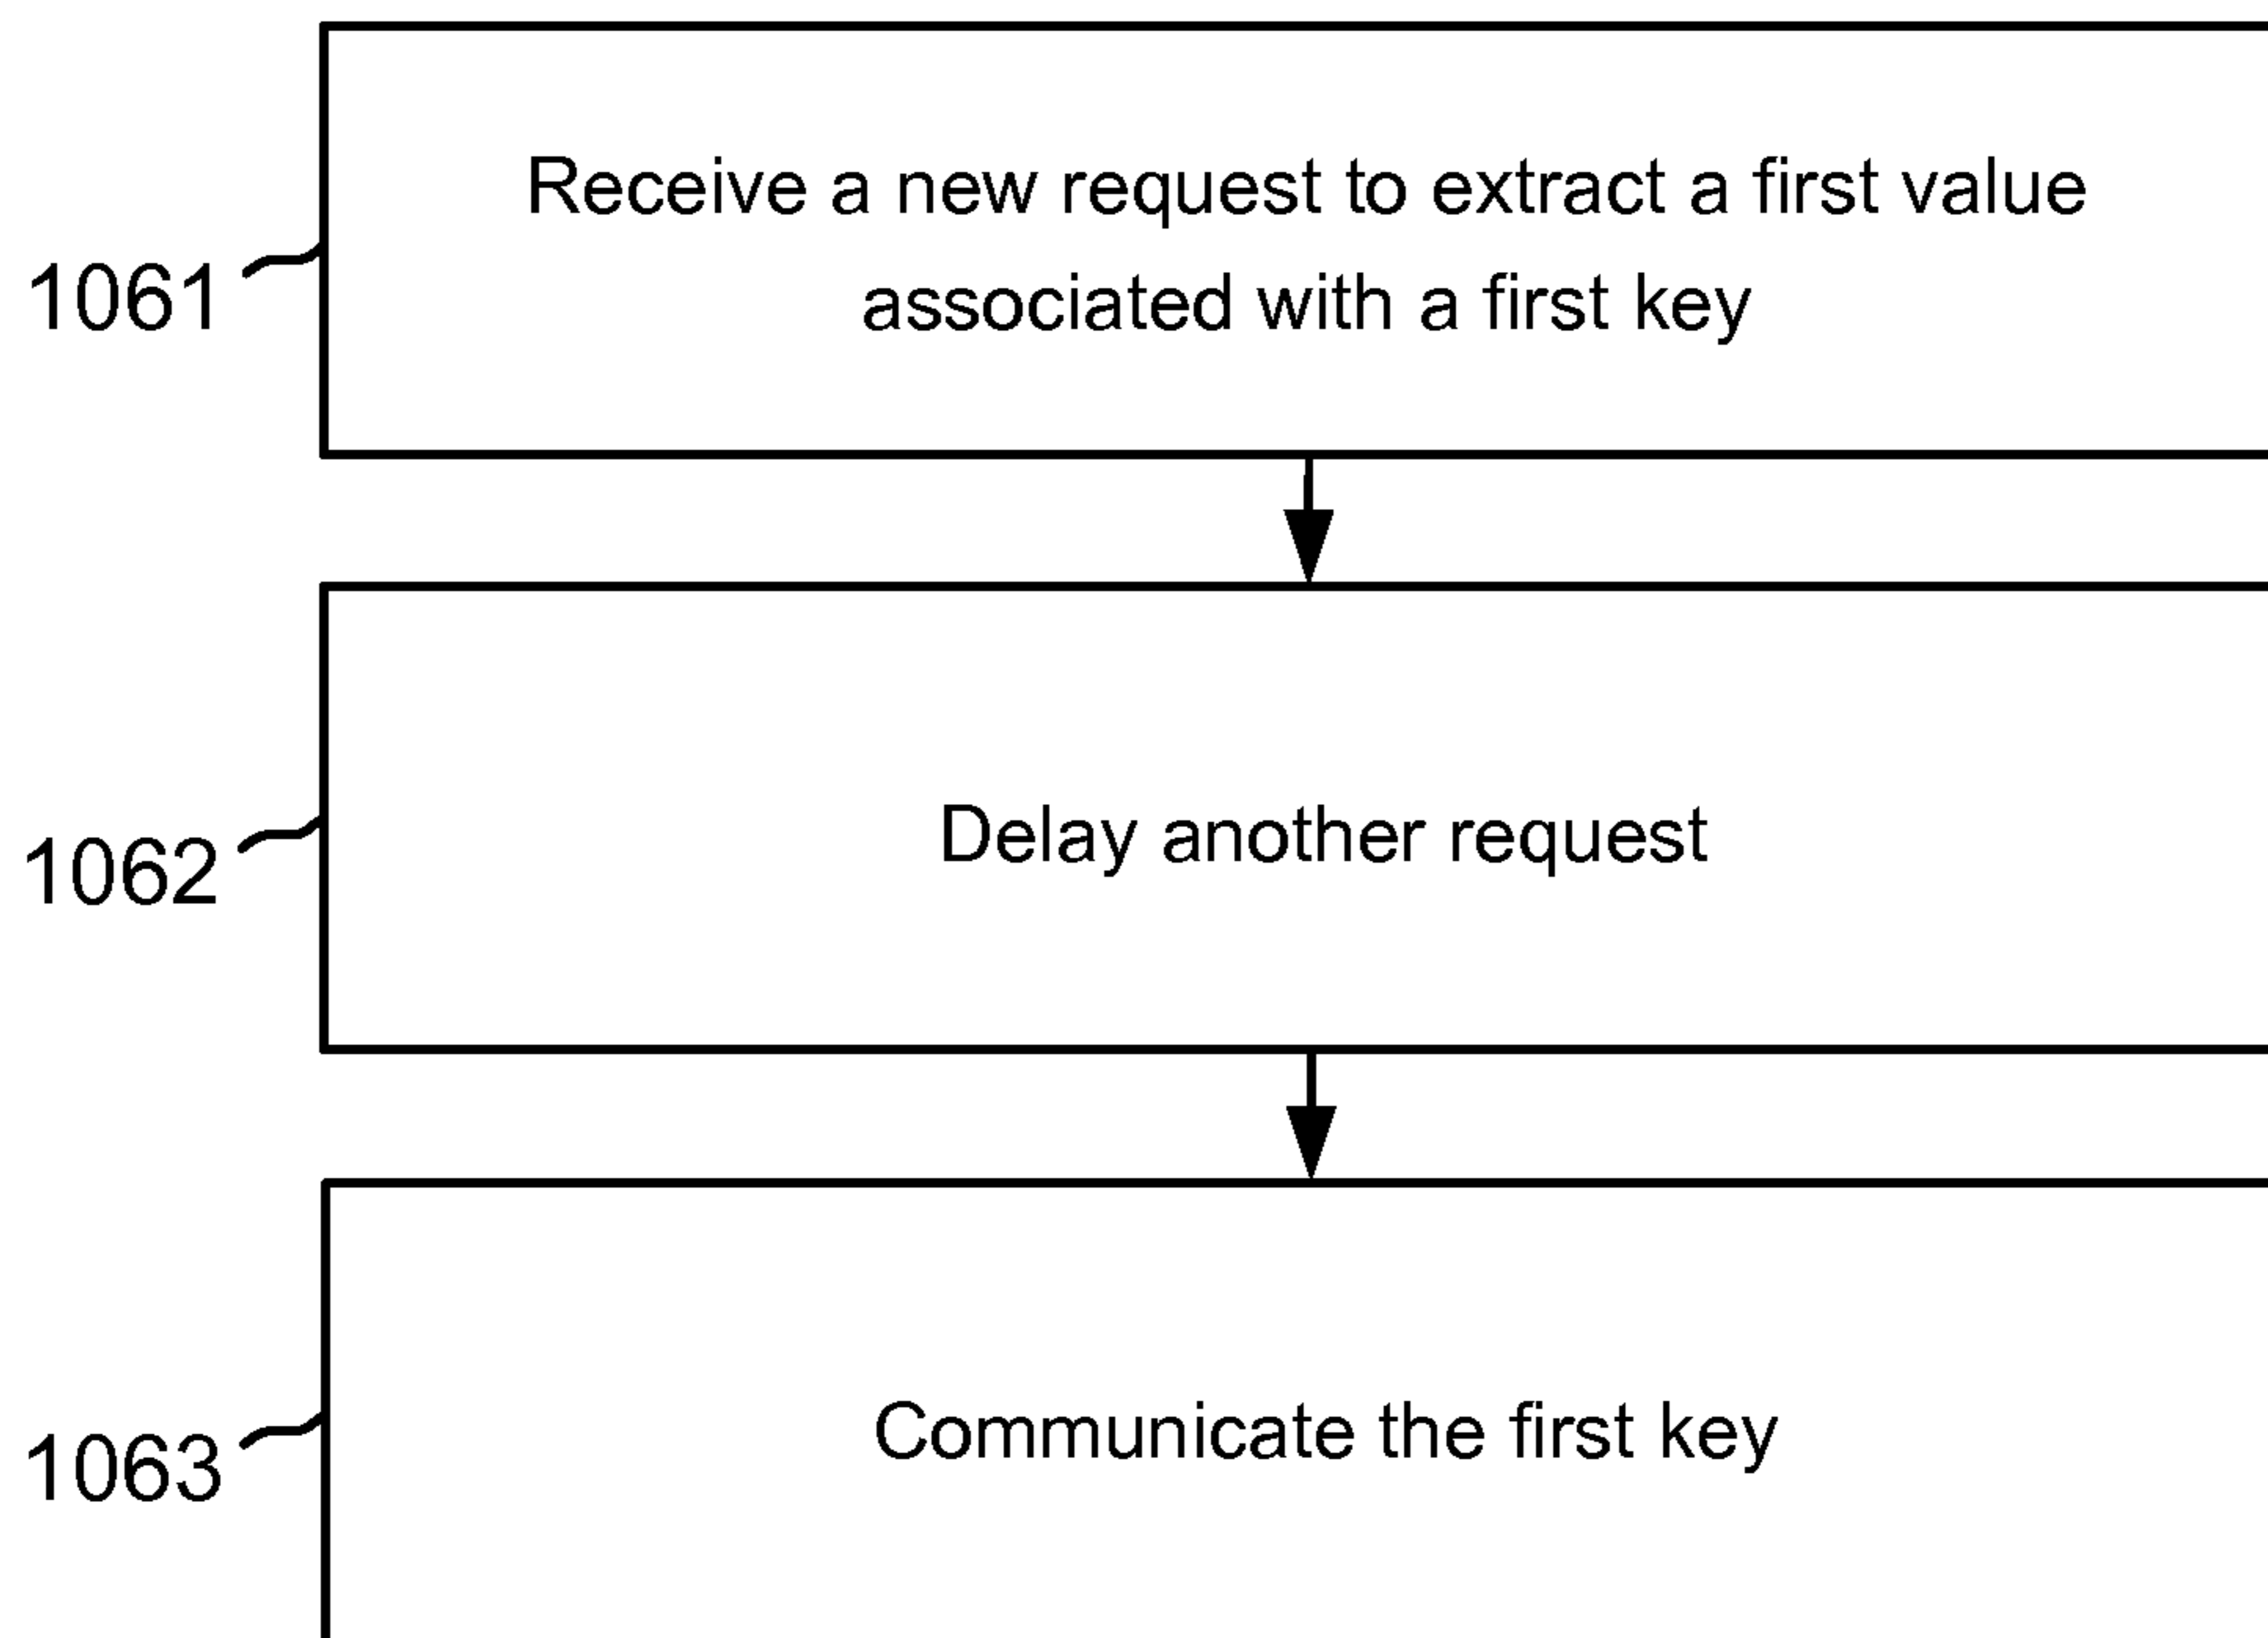 Receive a new request to extract a first value
associated with a first key
1061
Delay another request
1062
Communicate the first key
1063